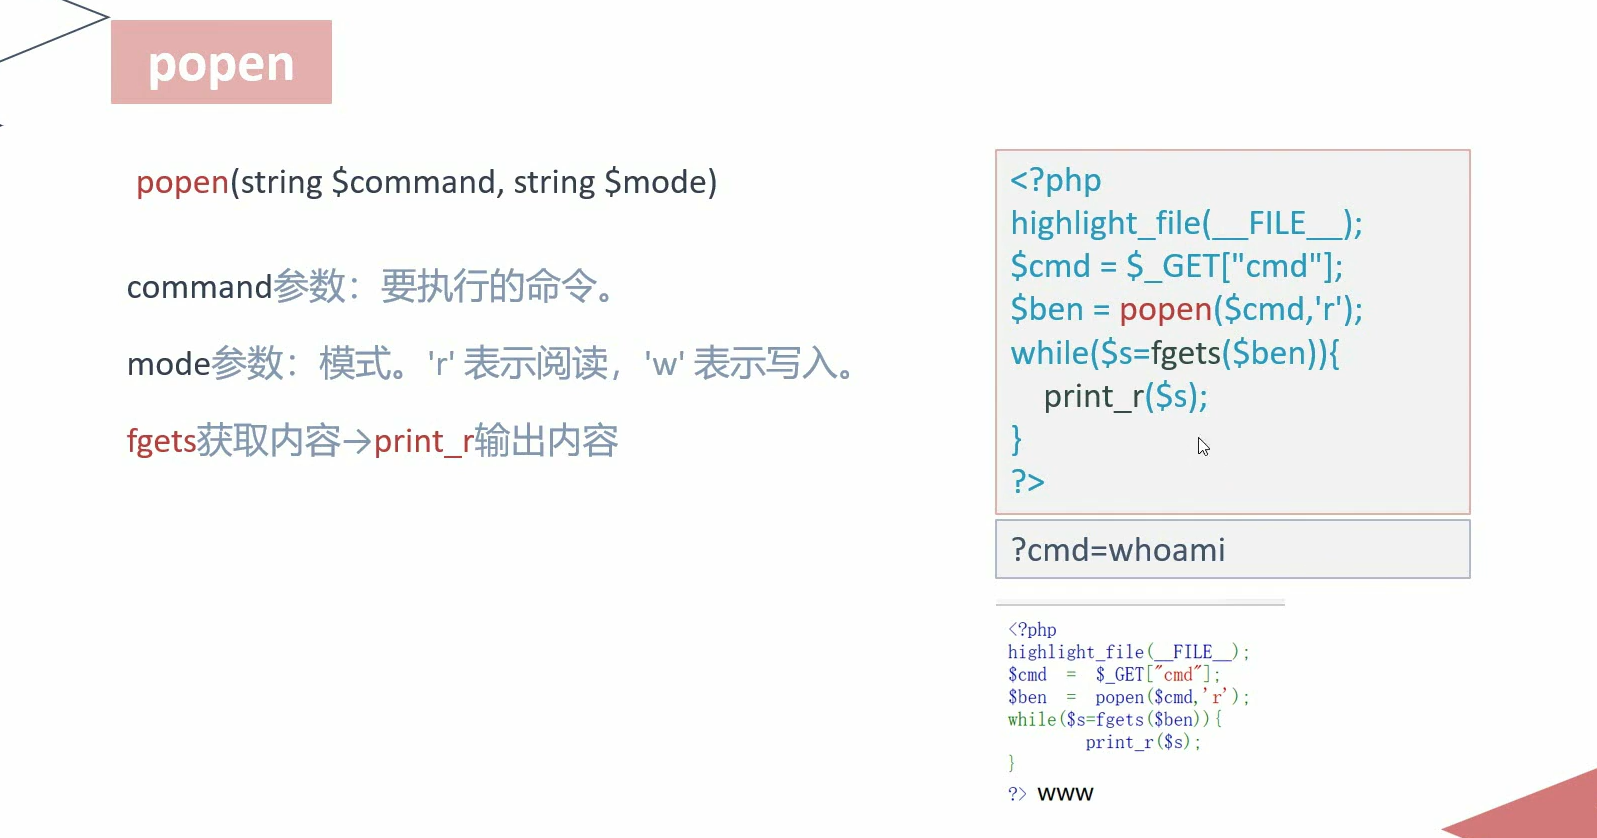 popen
popen(string $command, string $mode)
command参数：要执行的命令。
mode参数：模式。'r' 表示阅读，'w' 表示写入。
fgets获取内容→print_r输出内容
<?php
highlight_file(__FILE__);
$cmd = $_GET["cmd"];
$ben = popen($cmd,'r');
while($s=fgets($ben)){
    print_r($s);
}
?>
?cmd=whoami
<?php
highlight_file(__FILE__);
$cmd  =  $_GET["cmd"];
$ben  =  popen($cmd,'r');
while($s=fgets($ben)){
        print_r($s);
}
?> www